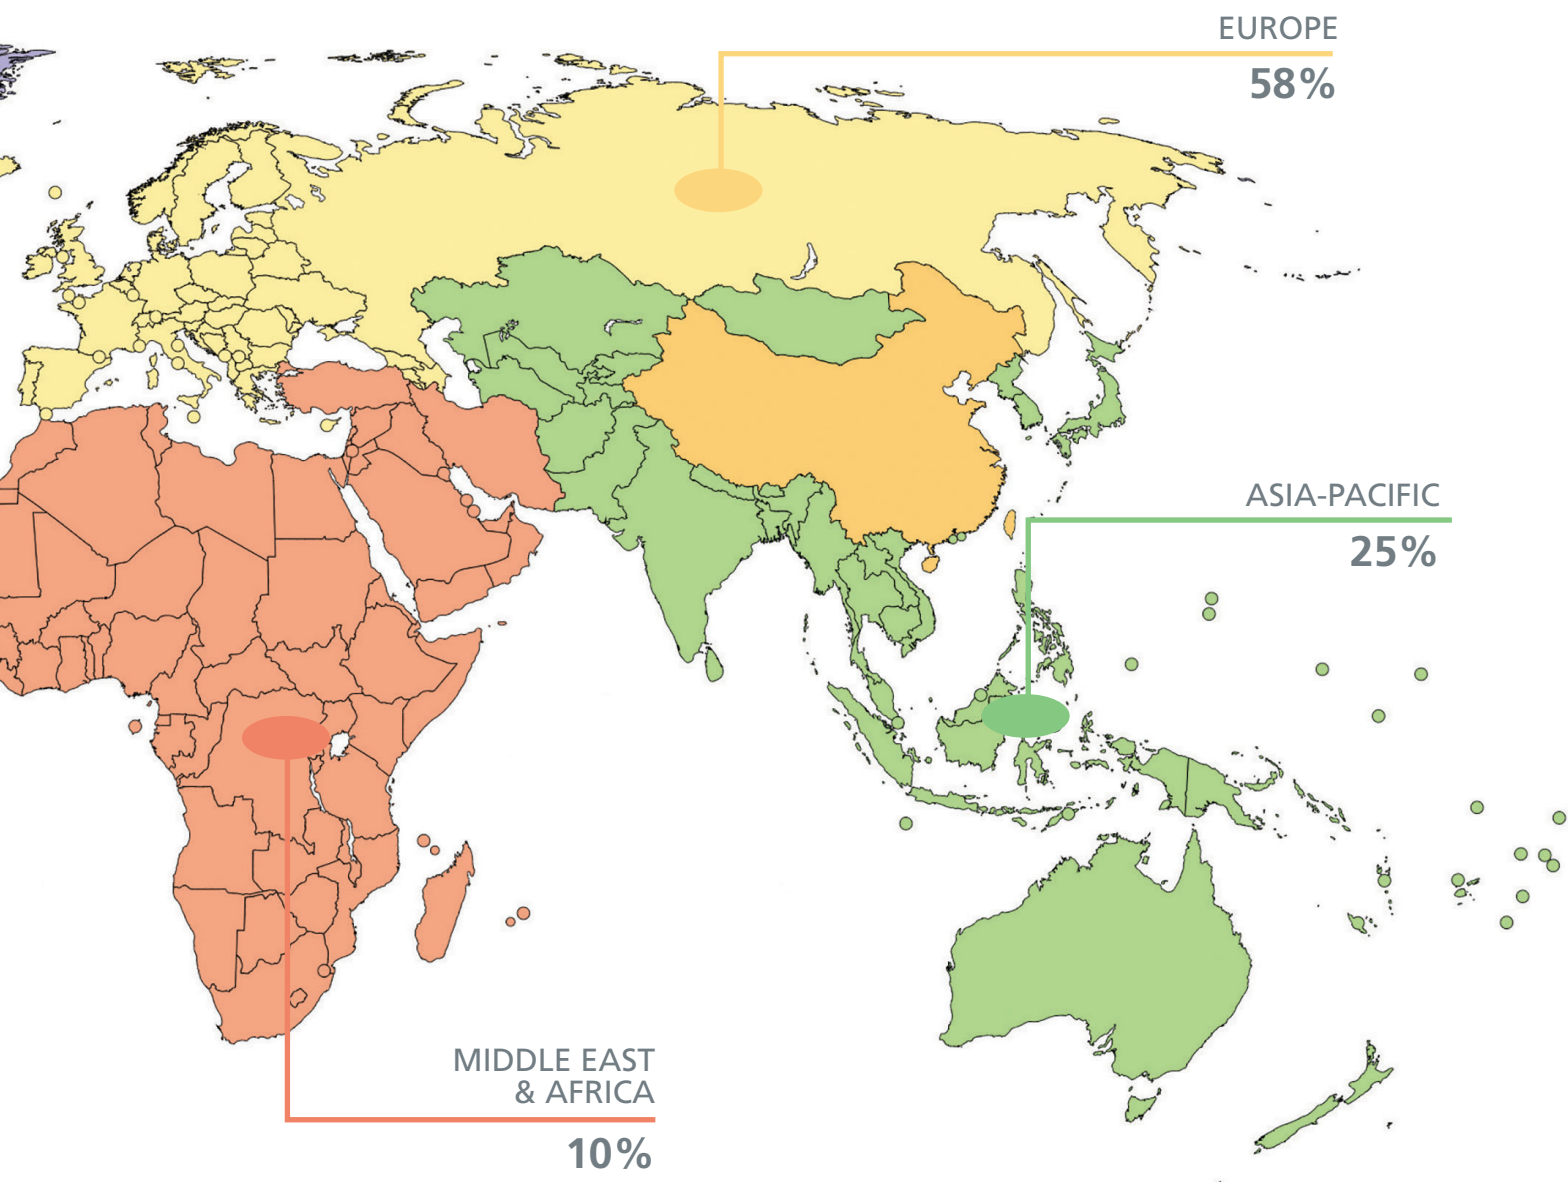 EUROPE
58%
ASIA-PACIFIC
25%
MIDDLE EAST
& AFRICA
10%